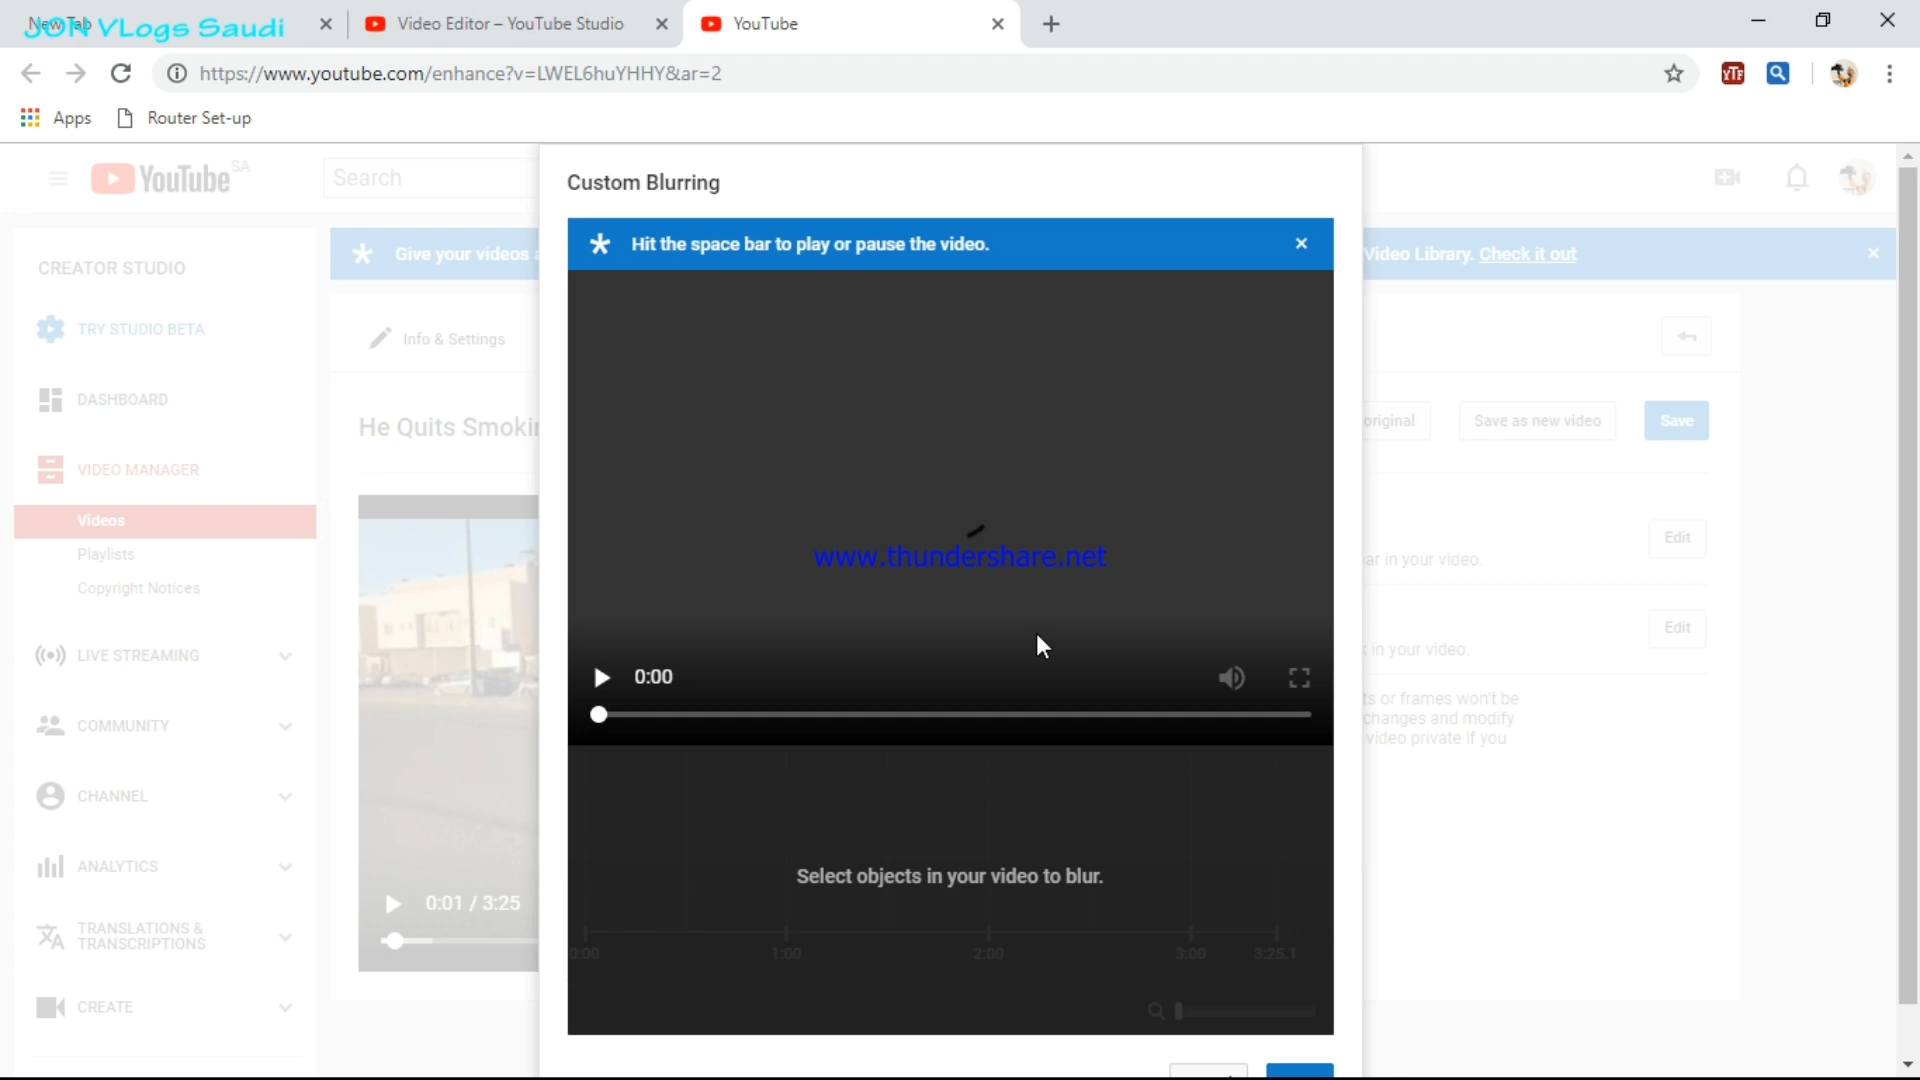 New Tab
JON VLogs Saudi
Video Editor – YouTube Studio
YouTube
https://www.youtube.com/enhance?v=LWEL6huYHHY&ar=2
YTF
Apps
Router Set-up
YouTube SA
Search
Custom Blurring
Hit the space bar to play or pause the video.
Give your videos
Video Library. Check it out
CREATOR STUDIO
TRY STUDIO BETA
Info & Settings
DASHBOARD
He Quits Smokin
original
Save as new video
Save
VIDEO MANAGER
Videos
Playlists
Copyright Notices
Edit
ar in your video.
www.thundershare.net
LIVE STREAMING
Edit
in your video.
0:00
ts or frames won't be
changes and modify
video private if you
COMMUNITY
CHANNEL
ANALYTICS
Select objects in your video to blur.
0:01 / 3:25
TRANSLATIONS &
TRANSCRIPTIONS
0:00
1:00
2:00
3:00
3:25.1
CREATE